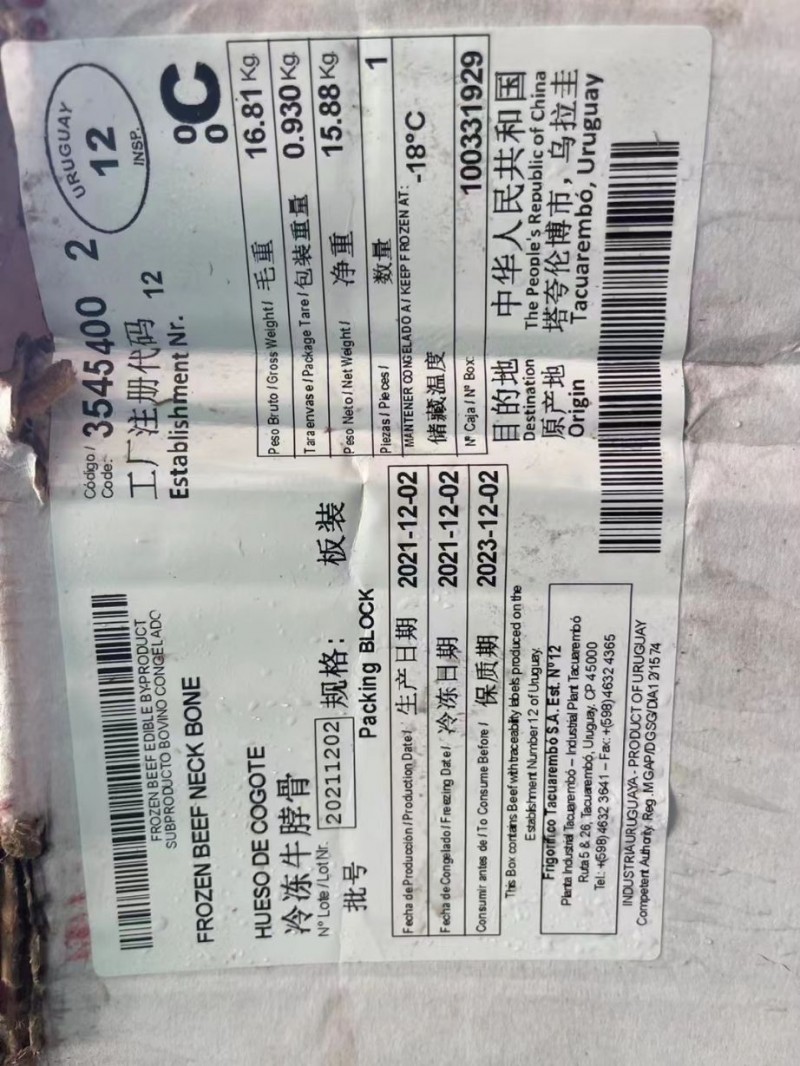 FROZEN BEEF EDIBLE BY-PRODUCT
SUBPRODUCTO BOVINO CONGELADO
FROZEN BEEF NECK BONE
HUESO DE COGOTE
冷冻牛脖骨
Nº Lote / Lot Nr.
批号
20211202
规格: 板装
Packing BLOCK
Código / Code: 3545400 2
工厂注册代码
Establishment Nr. 12
URUGUAY
12
INSP.
°C
Peso Bruto / Gross Weight / 毛重 16.81 Kg
Tara envase / Package Tare / 包装重量 0.930 Kg
Peso Neto / Net Weight / 净重 15.88 Kg
Piezas / Pieces / 数量 1
MANTENER CONGELADO A / KEEP FROZEN AT:
储藏温度 -18°C
Nº Caja / Nº Box: 100331929
Fecha de Producción / Production Date / 生产日期 2021-12-02
Fecha de Congelado / Freezing Date / 冷冻日期 2021-12-02
Consumir antes de / To Consume Before / 保质期 2023-12-02
目的地 中华人民共和国
Destination The People's Republic of China
原产地 塔夸伦博市，乌拉圭
Origin Tacuarembó, Uruguay
This Box contains Beef with traceability labels produced on the
Establishment Number 12 of Uruguay.
Frigorífico Tacuarembó S.A. Est. Nº12
Planta Industrial Tacuarembó – Industrial Plant Tacuarembó
Ruta 5 & 26, Tacuarembó, Uruguay. CP 45000
Tel: +(598) 4632 3641 – Fax: +(598) 4632 4365
INDUSTRIA URUGUAYA - PRODUCT OF URUGUAY
Competent Authority Reg. MGAP/DGSG/DIA 12/1574